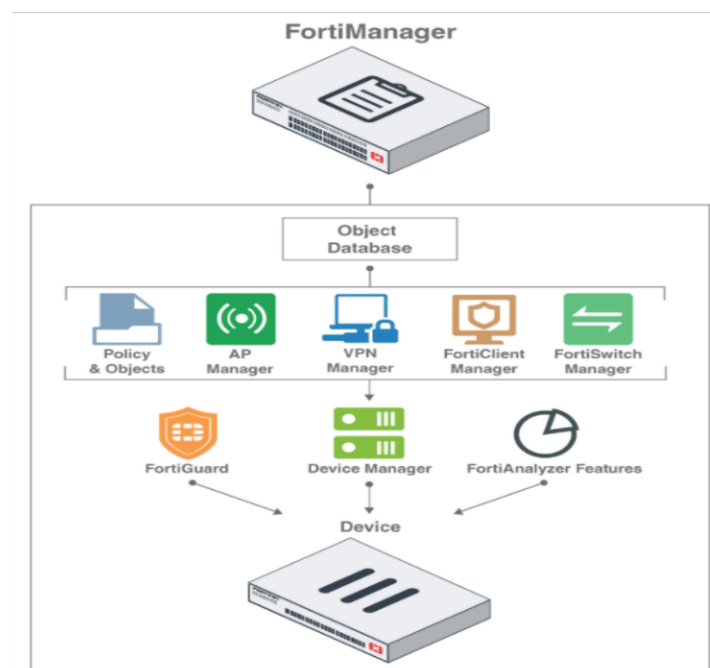 FortiManager
Object
Database
Policy
& Objects
AP
Manager
VPN
Manager
FortiClient
Manager
FortiSwitch
Manager
FortiGuard
Device Manager
FortiAnalyzer Features
Device